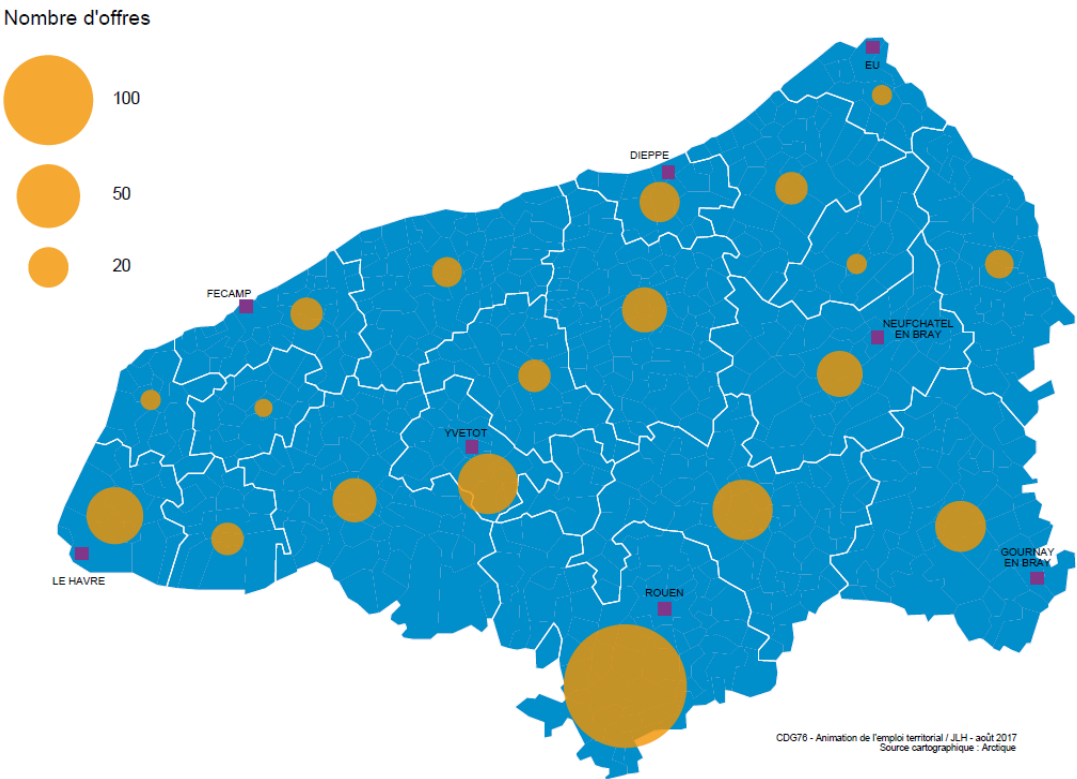 Nombre d'offres
100
50
20
EU
DIEPPE
FECAMP
NEUFCHATEL
EN BRAY
YVETOT
LE HAVRE
GOURNAY
EN BRAY
ROUEN
CDG76 - Animation de l'emploi territorial / JLH - août 2017
Source cartographique : Arctique